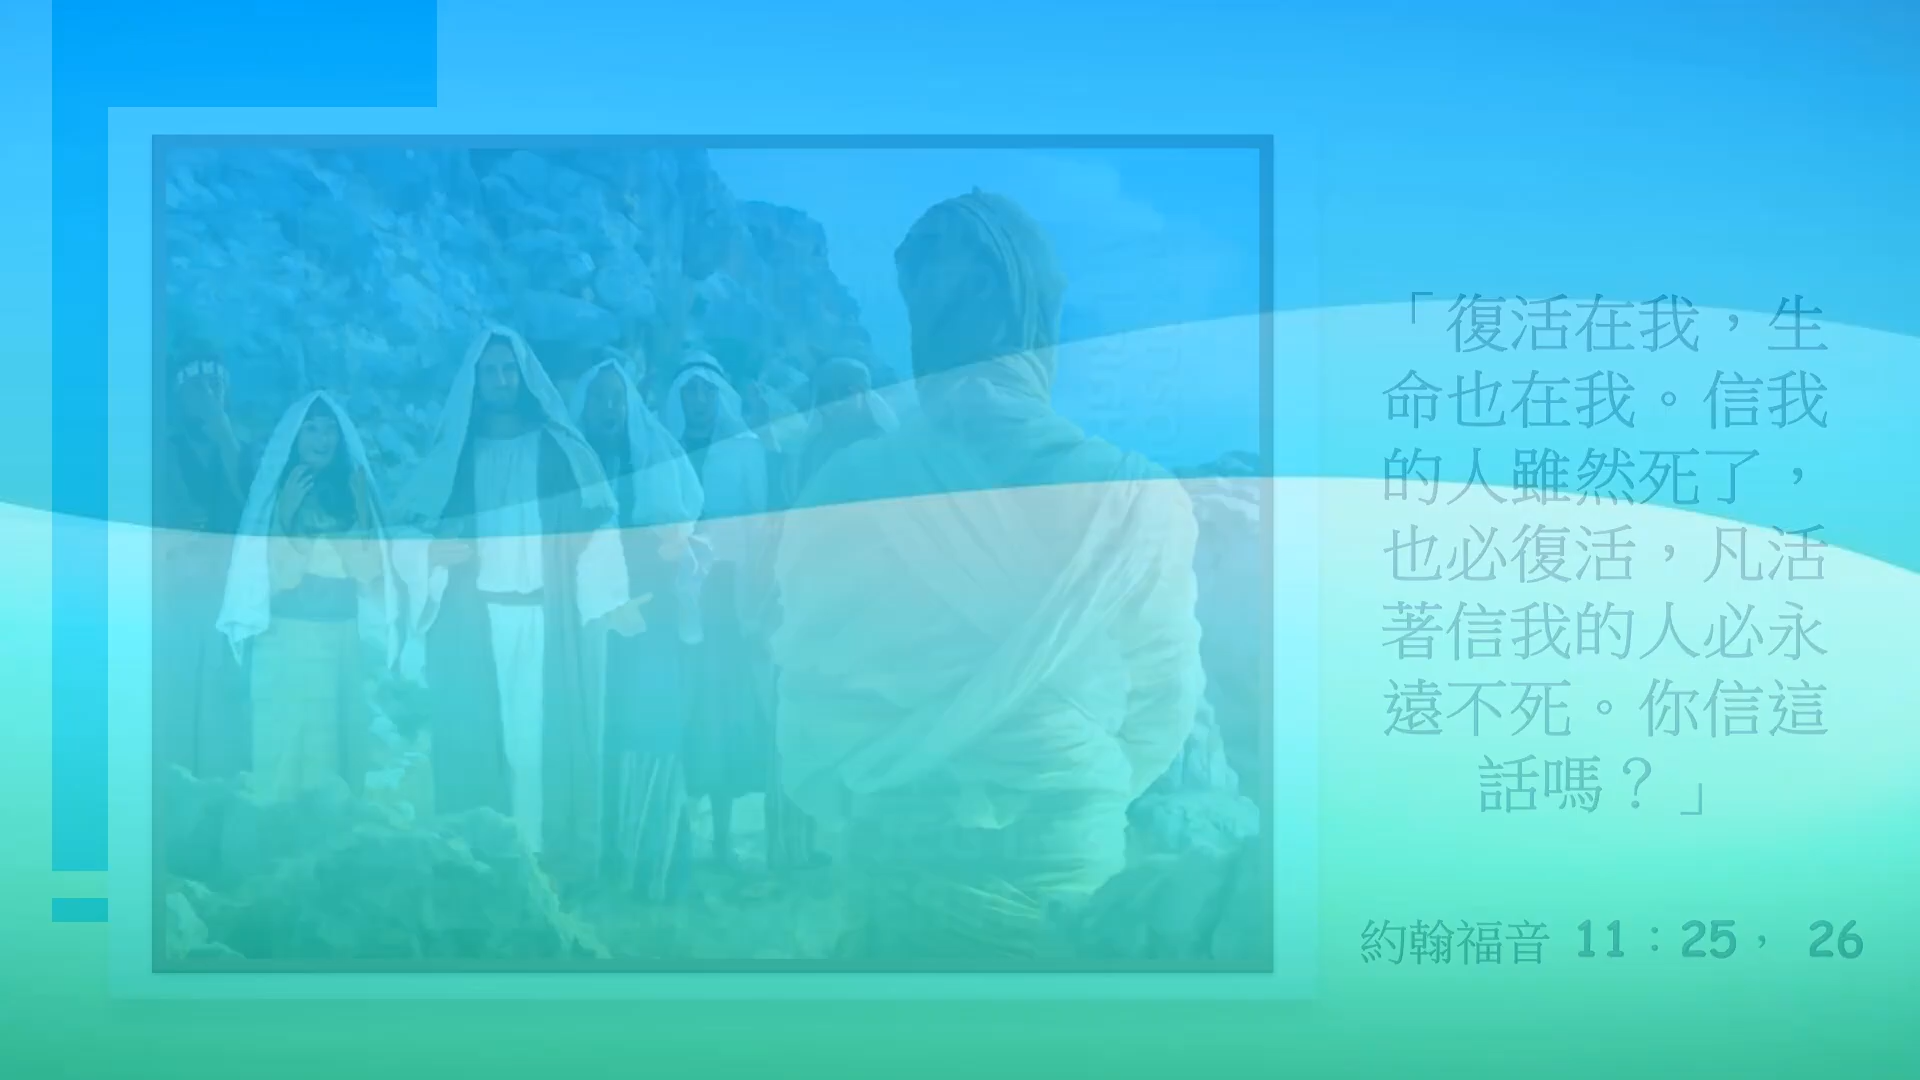 「復活在我，生
命也在我。信我
的人雖然死了，
也必復活，凡活
著信我的人必永
遠不死。你信這
話嗎？」
約翰福音 11：25， 26